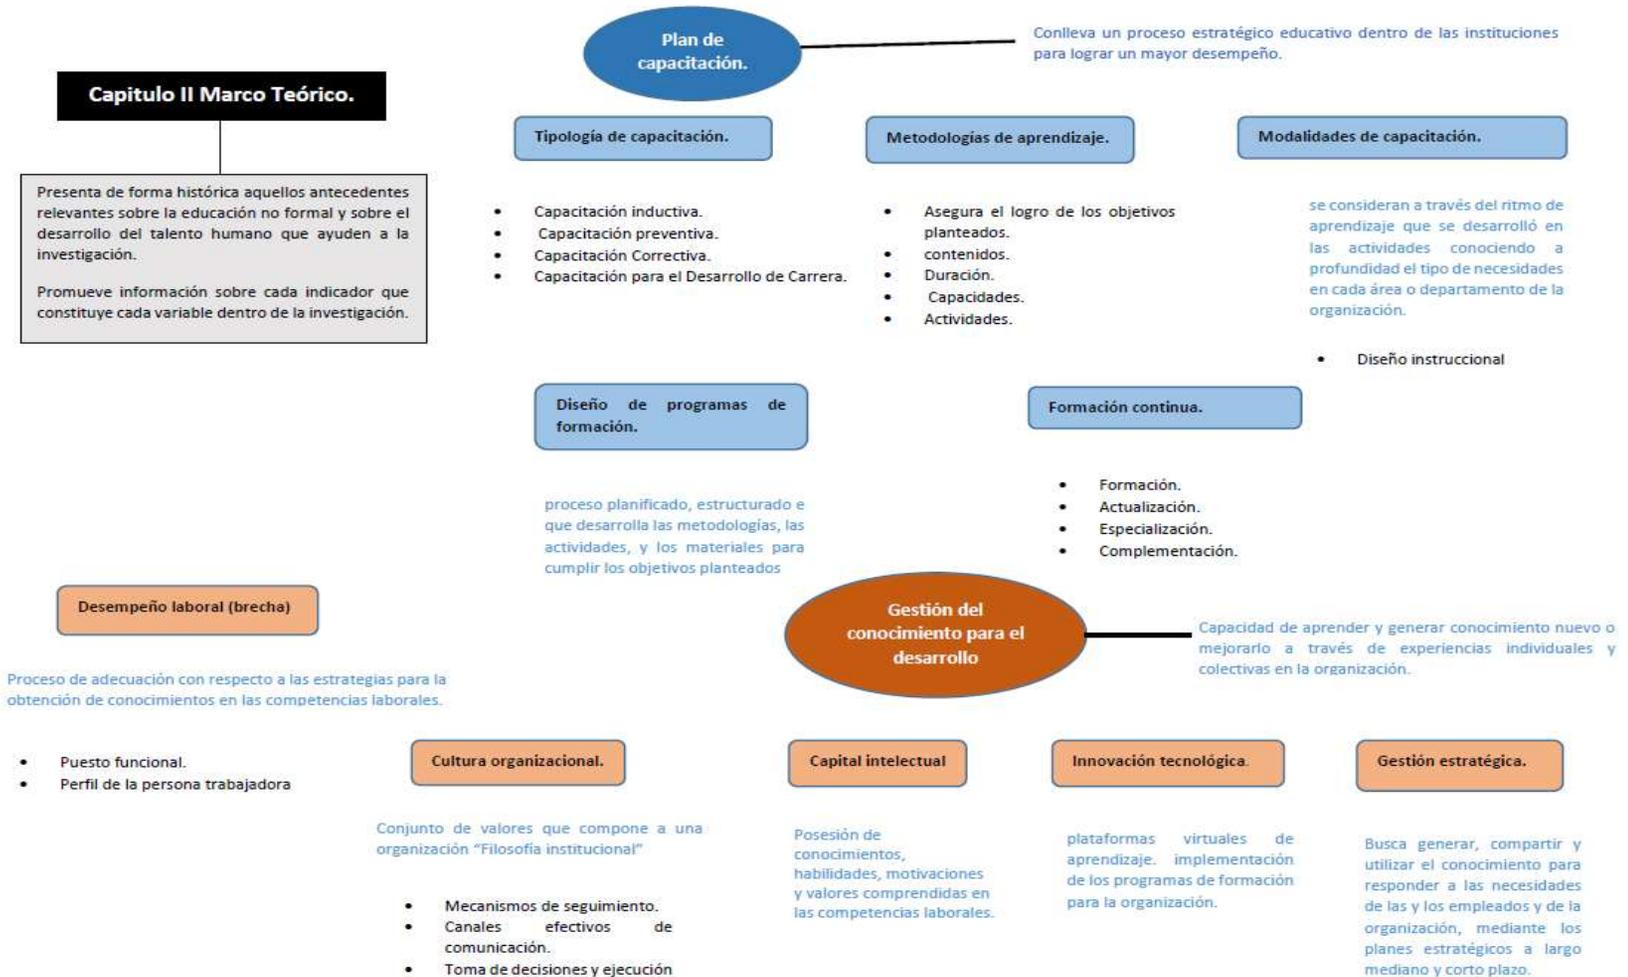 Plan de
capacitación.
Conlleva un proceso estratégico educativo dentro de las instituciones
para lograr un mayor desempeño.
Capitulo II Marco Teórico.
Presenta de forma histórica aquellos antecedentes
relevantes sobre la educación no formal y sobre el
desarrollo del talento humano que ayuden a la
investigación.
Promueve información sobre cada indicador que
constituye cada variable dentro de la investigación.
Tipología de capacitación.
• Capacitación inductiva.
• Capacitación preventiva.
• Capacitación Correctiva.
• Capacitación para el Desarrollo de Carrera.
Metodologías de aprendizaje.
• Asegura el logro de los objetivos
planteados.
• contenidos.
• Duración.
• Capacidades.
• Actividades.
Modalidades de capacitación.
se consideran a través del ritmo de
aprendizaje que se desarrolló en
las actividades conociendo a
profundidad el tipo de necesidades
en cada área o departamento de la
organización.
• Diseño instruccional
Diseño de programas de
formación.
proceso planificado, estructurado e
que desarrolla las metodologías, las
actividades, y los materiales para
cumplir los objetivos planteados
Formación continua.
• Formación.
• Actualización.
• Especialización.
• Complementación.
Gestión del
conocimiento para el
desarrollo
Capacidad de aprender y generar conocimiento nuevo o
mejorarlo a través de experiencias individuales y
colectivas en la organización.
Desempeño laboral (brecha)
Proceso de adecuación con respecto a las estrategias para la
obtención de conocimientos en las competencias laborales.
• Puesto funcional.
• Perfil de la persona trabajadora
Cultura organizacional.
Conjunto de valores que compone a una
organización “Filosofía institucional”
• Mecanismos de seguimiento.
• Canales efectivos de
comunicación.
• Toma de decisiones y ejecución
Capital intelectual
Posesión de
conocimientos,
habilidades, motivaciones
y valores comprendidas en
las competencias laborales.
Innovación tecnológica.
plataformas virtuales de
aprendizaje. implementación
de los programas de formación
para la organización.
Gestión estratégica.
Busca generar, compartir y
utilizar el conocimiento para
responder a las necesidades
de las y los empleados y de la
organización, mediante los
planes estratégicos a largo
mediano y corto plazo.